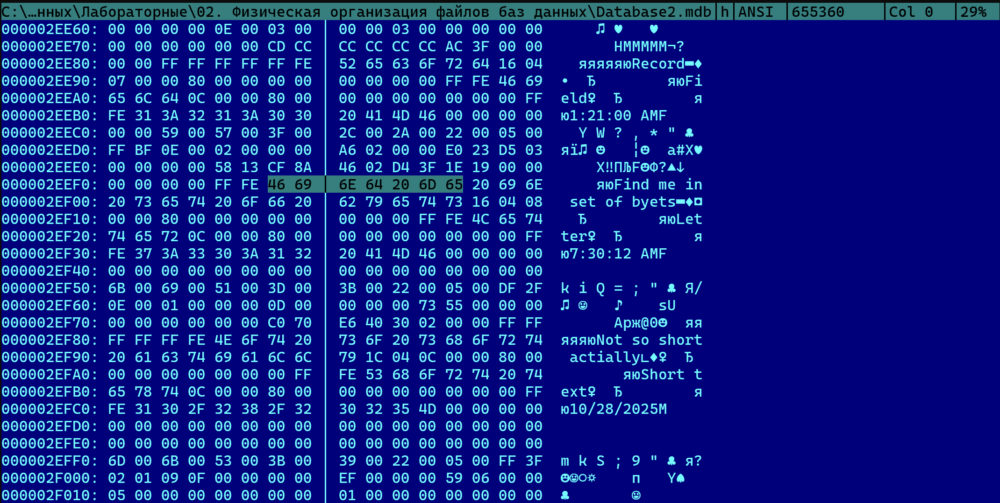 C:\…нных\Лабораторные\02. Физическая организация файлов баз данных\Database2.mdb h ANSI 655360 Col 0 29%
000002EE60: 00 00 00 00 0E 00 03 00 00 00 03 00 00 00 00 00 ♫ ♥ ♥
000002EE70: 00 00 00 00 00 00 CD CC CC CC CC CC AC 3F 00 00 НММММM¬?
000002EE80: 00 00 FF FF FF FF FF FE 52 65 63 6F 72 64 16 04 яяяяяюRecord▬♦
000002EE90: 07 00 00 80 00 00 00 00 00 00 00 00 FF FE 46 69 • Ђ яюFi
000002EEA0: 65 6C 64 0C 00 00 80 00 00 00 00 00 00 00 00 FF eld♀ Ђ я
000002EEB0: FE 31 3A 32 31 3A 30 30 20 41 4D 46 00 00 00 00 ю1:21:00 AMF
000002EEC0: 00 00 59 00 57 00 3F 00 2C 00 2A 00 22 00 05 00 Y W ? , * " ♣
000002EED0: FF BF 0E 00 02 00 00 00 A6 02 00 00 E0 23 D5 03 яї♫ ☻ ¦☻ а#Х♥
000002EEE0: 00 00 00 00 58 13 CF 8A 46 02 D4 3F 1E 19 00 00 X‼ПЉF☻Ф?▲↓
000002EEF0: 00 00 00 00 FF FE 46 69 6E 64 20 6D 65 20 69 6E яюFind me in
000002EF00: 20 73 65 74 20 6F 66 20 62 79 65 74 73 16 04 08 set of byets▬♦◘
000002EF10: 00 00 80 00 00 00 00 00 00 00 00 FF FE 4C 65 74 Ђ яюLet
000002EF20: 74 65 72 0C 00 00 80 00 00 00 00 00 00 00 00 FF ter♀ Ђ я
000002EF30: FE 37 3A 33 30 3A 31 32 20 41 4D 46 00 00 00 00 ю7:30:12 AMF
000002EF40: 00 00 00 00 00 00 00 00 00 00 00 00 00 00 00 00
000002EF50: 6B 00 69 00 51 00 3D 00 3B 00 22 00 05 00 DF 2F k i Q = ; " ♣ Я/
000002EF60: 0E 00 01 00 00 00 0D 00 00 00 00 73 55 00 00 00 ♫ ☺ ♪ sU
000002EF70: 00 00 00 00 00 00 C0 70 E6 40 30 02 00 00 FF FF Аpж@0☻ яя
000002EF80: FF FF FF FE 4E 6F 74 20 73 6F 20 73 68 6F 72 74 яяяюNot so short
000002EF90: 20 61 63 74 69 61 6C 6C 79 1C 04 0C 00 00 80 00 actially∟♦♀ Ђ
000002EFA0: 00 00 00 00 00 00 00 FF FE 53 68 6F 72 74 20 74 яюShort t
000002EFB0: 65 78 74 0C 00 00 80 00 00 00 00 00 00 00 00 FF ext♀ Ђ я
000002EFC0: FE 31 30 2F 32 38 2F 32 30 32 35 4D 00 00 00 00 ю10/28/2025M
000002EFD0: 00 00 00 00 00 00 00 00 00 00 00 00 00 00 00 00
000002EFE0: 00 00 00 00 00 00 00 00 00 00 00 00 00 00 00 00
000002EFF0: 6D 00 6B 00 53 00 3B 00 39 00 22 00 05 00 FF 3F m k S ; 9 " ♣ я?
000002F000: 02 01 09 0F 00 00 00 00 EF 00 00 00 59 06 00 00 ☻☺○☼ п Y♠
000002F010: 05 00 00 00 00 00 00 00 01 00 00 00 00 00 00 00 ♣ ☺